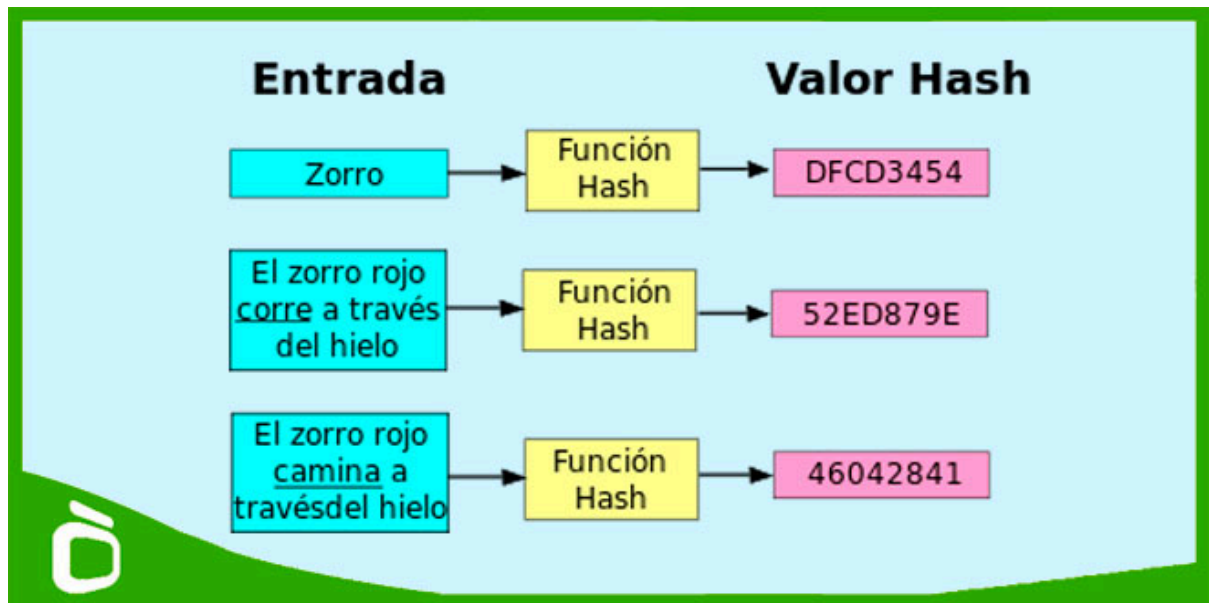 Entrada
Valor Hash
Zorro
Función
Hash
DFCD3454
El zorro rojo
corre a través
del hielo
Función
Hash
52ED879E
El zorro rojo
camina a
travésdel hielo
Función
Hash
46042841